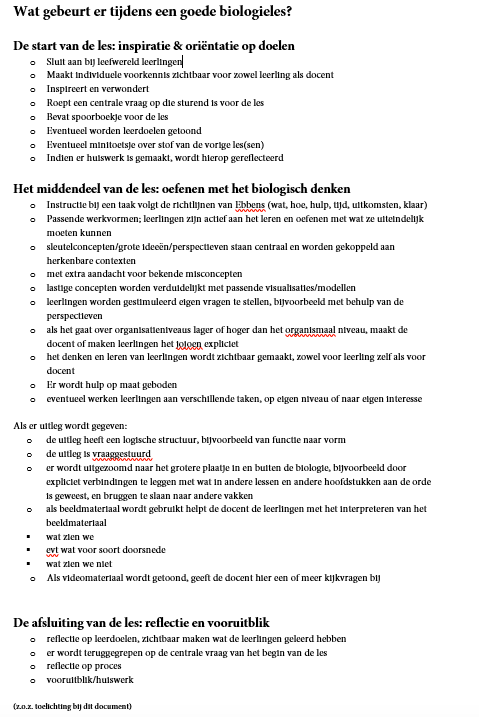 Wat gebeurt er tijdens een goede biologieles?
De start van de les: inspiratie & oriëntatie op doelen
o Sluit aan bij leefwereld leerlingen
o Maakt individuele voorkennis zichtbaar voor zowel leerling als docent
o Inspireert en verwondert
o Roept een centrale vraag op die sturend is voor de les
o Bevat spoorboekje voor de les
o Eventueel worden leerdoelen getoond
o Eventueel minitoetsje over stof van de vorige les(sen)
o Indien er huiswerk is gemaakt, wordt hierop gereflecteerd
Het middendeel van de les: oefenen met het biologisch denken
o Instructie bij een taak volgt de richtlijnen van Ebbens (wat, hoe, hulp, tijd, uitkomsten, klaar)
o Passende werkvormen; leerlingen zijn actief aan het leren en oefenen met wat ze uiteindelijk
moeten kunnen
o sleutelconcepten/grote ideeën/perspectieven staan centraal en worden gekoppeld aan
herkenbare contexten
o met extra aandacht voor bekende misconcepten
o lastige concepten worden verduidelijkt met passende visualisaties/modellen
o leerlingen worden gestimuleerd eigen vragen te stellen, bijvoorbeeld met behulp van de
perspectieven
o als het gaat over organisatieniveaus lager of hoger dan het organismaal niveau, maakt de
docent of maken leerlingen het jojoen expliciet
o het denken en leren van leerlingen wordt zichtbaar gemaakt, zowel voor leerling zelf als voor
docent
o Er wordt hulp op maat geboden
o eventueel werken leerlingen aan verschillende taken, op eigen niveau of naar eigen interesse
Als er uitleg wordt gegeven:
o de uitleg heeft een logische structuur, bijvoorbeeld van functie naar vorm
o de uitleg is vraaggestuurd
o er wordt uitgezoomd naar het grotere plaatje in en buiten de biologie, bijvoorbeeld door
expliciet verbindingen te leggen met wat in andere lessen en andere hoofdstukken aan de orde
is geweest, en bruggen te slaan naar andere vakken
o als beeldmateriaal wordt gebruikt helpt de docent de leerlingen met het interpreteren van het
beeldmateriaal
▪ wat zien we
▪ evt wat voor soort doorsnede
▪ wat zien we niet
o Als videomateriaal wordt getoond, geeft de docent hier een of meer kijkvragen bij
De afsluiting van de les: reflectie en vooruitblik
o reflectie op leerdoelen, zichtbaar maken wat de leerlingen geleerd hebben
o er wordt teruggegrepen op de centrale vraag van het begin van de les
o reflectie op proces
o vooruitblik/huiswerk
(z.o.z. toelichting bij dit document)